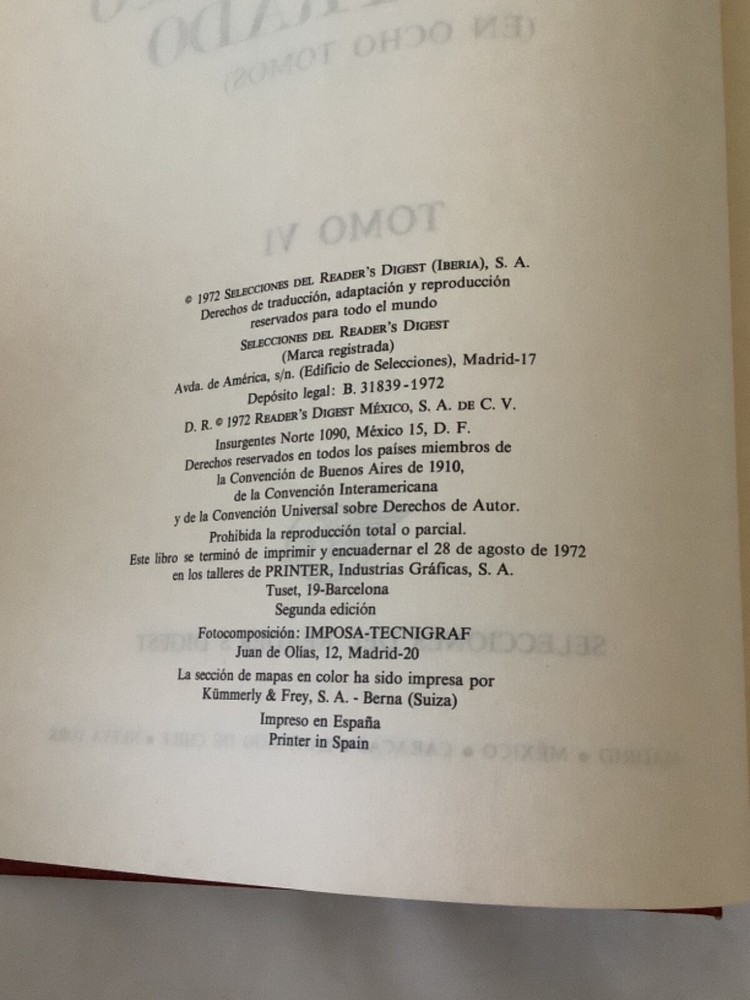 (EN OCHO TOMOS)
TOMO VI
© 1972 SELECCIONES DEL READER'S DIGEST (IBERIA), S. A.
Derechos de traducción, adaptación y reproducción
reservados para todo el mundo
SELECCIONES DEL READER'S DIGEST
(Marca registrada)
Avda. de América, s/n. (Edificio de Selecciones), Madrid-17
Depósito legal: B. 31839-1972
D. R. © 1972 READER'S DIGEST MÉXICO, S. A. DE C. V.
Insurgentes Norte 1090, México 15, D. F.
Derechos reservados en todos los países miembros de
la Convención de Buenos Aires de 1910,
de la Convención Interamericana
y de la Convención Universal sobre Derechos de Autor.
Prohibida la reproducción total o parcial.
Este libro se terminó de imprimir y encuadernar el 28 de agosto de 1972
en los talleres de PRINTER, Industrias Gráficas, S. A.
Tuset, 19-Barcelona
Segunda edición
Fotocomposición: IMPOSA-TECNIGRAF
Juan de Olías, 12, Madrid-20
La sección de mapas en color ha sido impresa por
Kümmerly & Frey, S. A. - Berna (Suiza)
Impreso en España
Printer in Spain